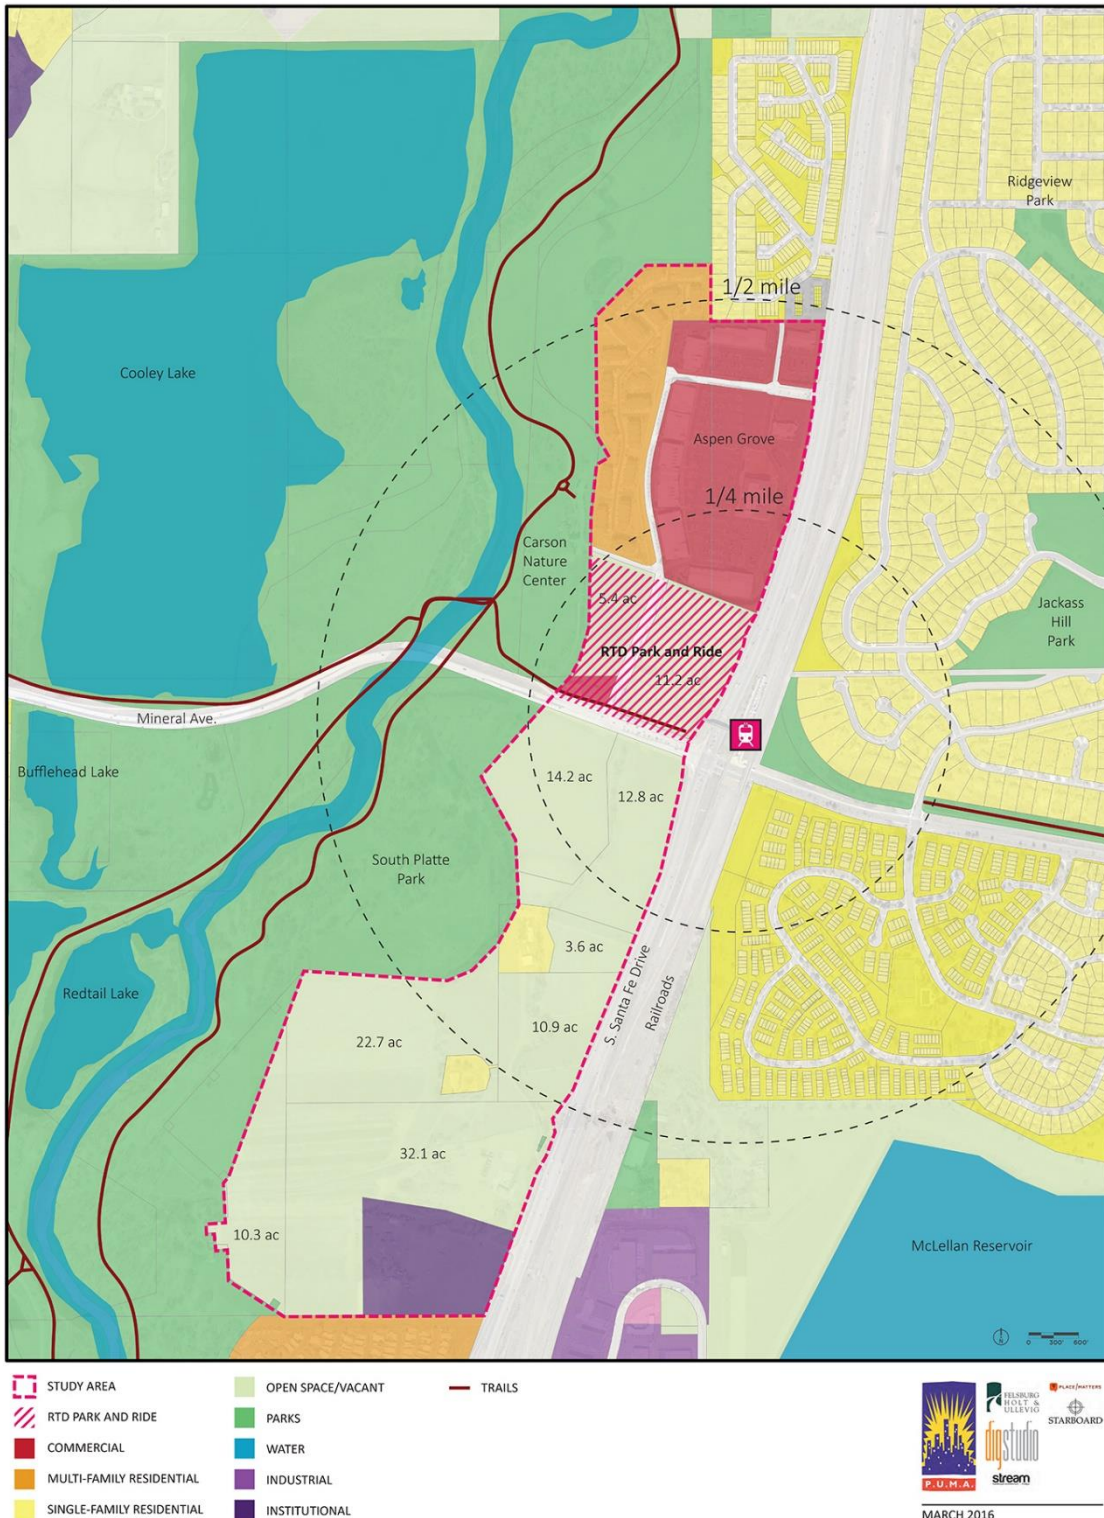 Ridgeview
Park
1/2 mile
Cooley Lake
Aspen Grove
1/4 mile
Carson
Nature
Center
5.4 ac
Jackass
Hill
Park
RTD Park and Ride
11.2 ac
Mineral Ave.
Bufflehead Lake
14.2 ac
12.8 ac
South Platte
Park
3.6 ac
Redtail Lake
S. Santa Fe Drive
Railroads
10.9 ac
22.7 ac
32.1 ac
10.3 ac
McLellan Reservoir
0 300' 600'
STUDY AREA
RTD PARK AND RIDE
COMMERCIAL
MULTI-FAMILY RESIDENTIAL
SINGLE-FAMILY RESIDENTIAL
OPEN SPACE/VACANT
PARKS
WATER
INDUSTRIAL
INSTITUTIONAL
TRAILS
P.U.M.A.
FELSBURG
HOLT &
ULLEVIG
digstudio
stream
PLACE/MATTERS
STARBOARD
MARCH 2016